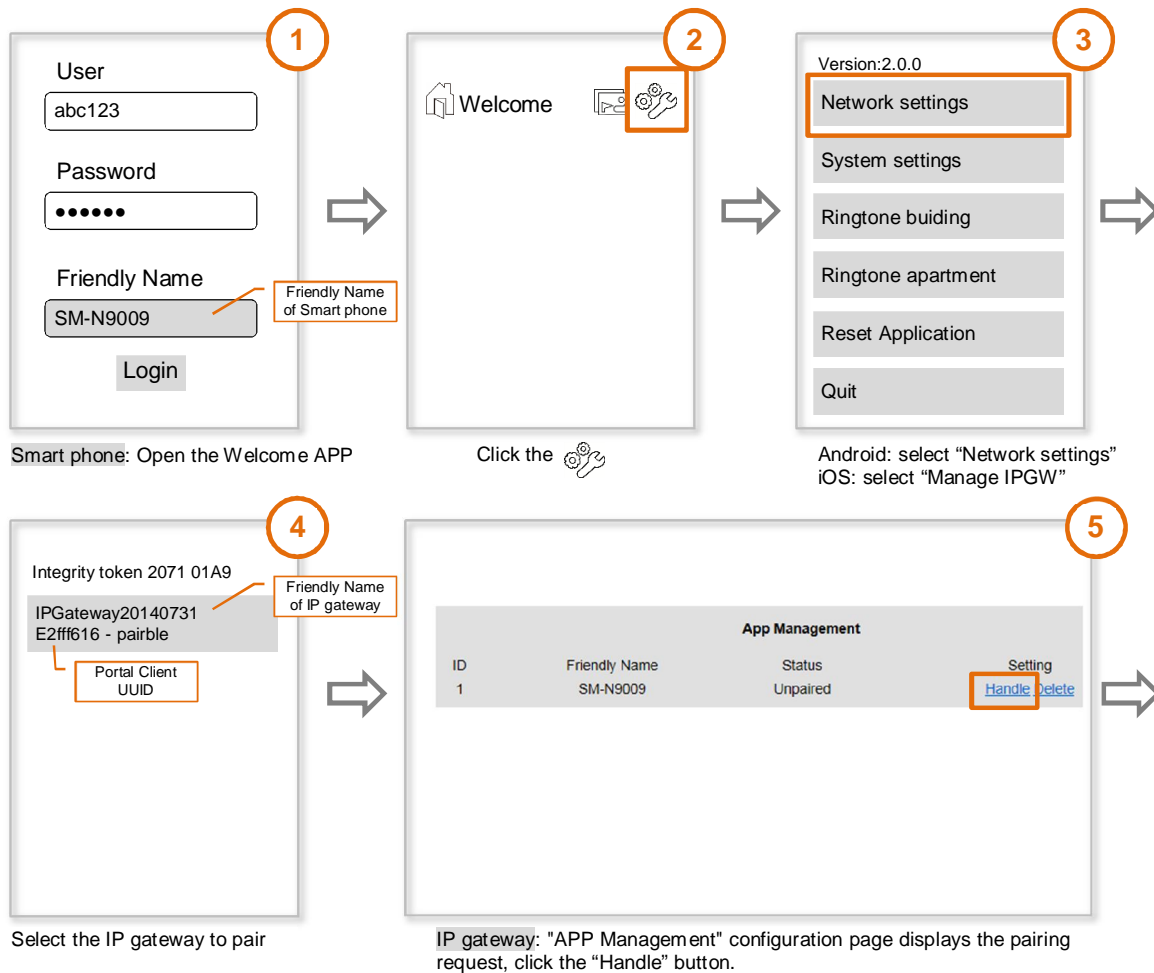 1
User
abc123
Password
●●●●●●
Friendly Name
SM-N9009
Friendly Name
of Smart phone
Login
Smart phone: Open the Welcome APP
2
Welcome
Click the
3
Version:2.0.0
Network settings
System settings
Ringtone buiding
Ringtone apartment
Reset Application
Quit
Android: select “Network settings”
iOS: select “Manage IPGW”
4
Integrity token 2071 01A9
Friendly Name
of IP gateway
IPGateway20140731
E2fff616 - pairble
Portal Client
UUID
Select the IP gateway to pair
5
App Management
ID Friendly Name Status Setting
1 SM-N9009 Unpaired Handle Delete
IP gateway: "APP Management" configuration page displays the pairing
request, click the “Handle” button.